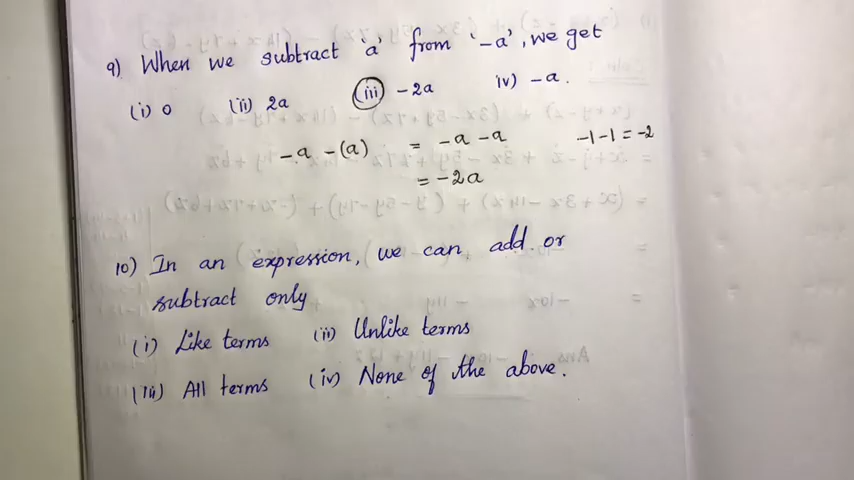 9) When we subtract 'a' from '-a', we get
(i) 0 (ii) 2a (iii) -2a iv) -a.
-a -(a) = -a -a -1-1=-2
= -2a
10) In an expression, we can add or
subtract only
(i) Like terms (ii) Unlike terms
(iii) All terms (iv) None of the above.